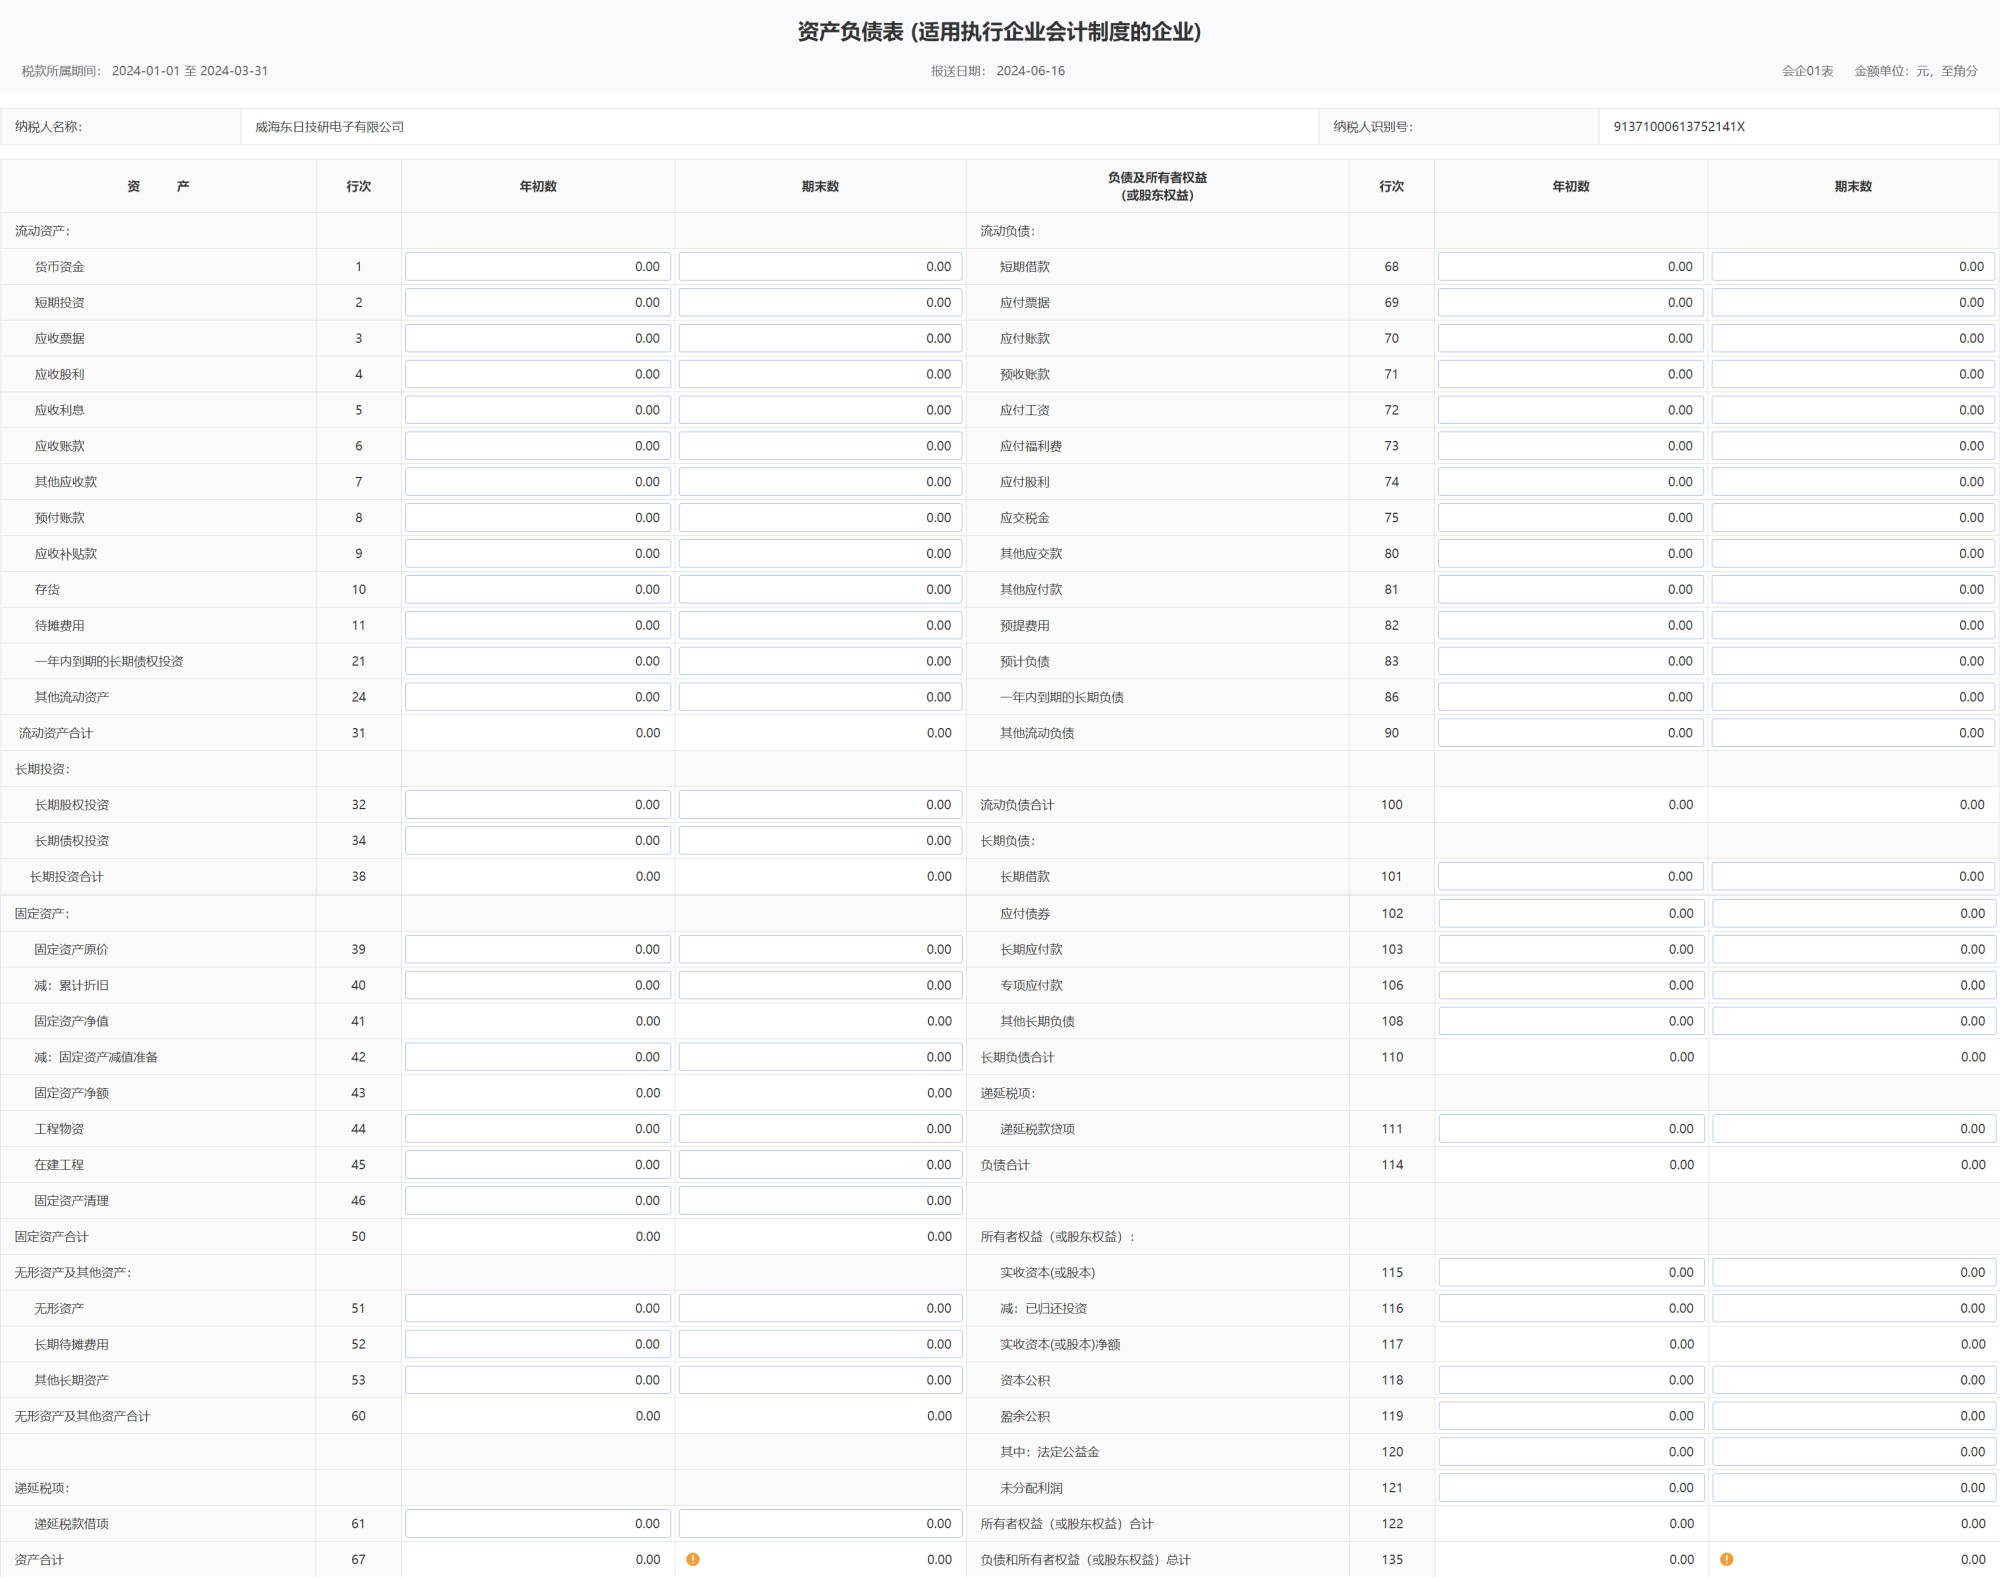 资产负债表 (适用执行企业会计制度的企业)
税款所属期间： 2024-01-01 至 2024-03-31 报送日期： 2024-06-16 会企01表 金额单位：元，至角分
纳税人名称： 威海东日技研电子有限公司 纳税人识别号： 91371000613752141X
资 产 行次 年初数 期末数 负债及所有者权益 (或股东权益) 行次 年初数 期末数
流动资产： 流动负债：
货币资金 1 0.00 0.00 短期借款 68 0.00 0.00
短期投资 2 0.00 0.00 应付票据 69 0.00 0.00
应收票据 3 0.00 0.00 应付账款 70 0.00 0.00
应收股利 4 0.00 0.00 预收账款 71 0.00 0.00
应收利息 5 0.00 0.00 应付工资 72 0.00 0.00
应收账款 6 0.00 0.00 应付福利费 73 0.00 0.00
其他应收款 7 0.00 0.00 应付股利 74 0.00 0.00
预付账款 8 0.00 0.00 应交税金 75 0.00 0.00
应收补贴款 9 0.00 0.00 其他应交款 80 0.00 0.00
存货 10 0.00 0.00 其他应付款 81 0.00 0.00
待摊费用 11 0.00 0.00 预提费用 82 0.00 0.00
一年内到期的长期债权投资 21 0.00 0.00 预计负债 83 0.00 0.00
其他流动资产 24 0.00 0.00 一年内到期的长期负债 86 0.00 0.00
流动资产合计 31 0.00 0.00 其他流动负债 90 0.00 0.00
长期投资：
长期股权投资 32 0.00 0.00 流动负债合计 100 0.00 0.00
长期债权投资 34 0.00 0.00 长期负债：
长期投资合计 38 0.00 0.00 长期借款 101 0.00 0.00
固定资产： 应付债券 102 0.00 0.00
固定资产原价 39 0.00 0.00 长期应付款 103 0.00 0.00
减：累计折旧 40 0.00 0.00 专项应付款 106 0.00 0.00
固定资产净值 41 0.00 0.00 其他长期负债 108 0.00 0.00
减：固定资产减值准备 42 0.00 0.00 长期负债合计 110 0.00 0.00
固定资产净额 43 0.00 0.00 递延税项：
工程物资 44 0.00 0.00 递延税款贷项 111 0.00 0.00
在建工程 45 0.00 0.00 负债合计 114 0.00 0.00
固定资产清理 46 0.00 0.00
固定资产合计 50 0.00 0.00 所有者权益（或股东权益）：
无形资产及其他资产： 实收资本(或股本) 115 0.00 0.00
无形资产 51 0.00 0.00 减：已归还投资 116 0.00 0.00
长期待摊费用 52 0.00 0.00 实收资本(或股本)净额 117 0.00 0.00
其他长期资产 53 0.00 0.00 资本公积 118 0.00 0.00
无形资产及其他资产合计 60 0.00 0.00 盈余公积 119 0.00 0.00
其中：法定公益金 120 0.00 0.00
递延税项： 未分配利润 121 0.00 0.00
递延税款借项 61 0.00 0.00 所有者权益（或股东权益）合计 122 0.00 0.00
资产合计 67 0.00 0.00 负债和所有者权益（或股东权益）总计 135 0.00 0.00